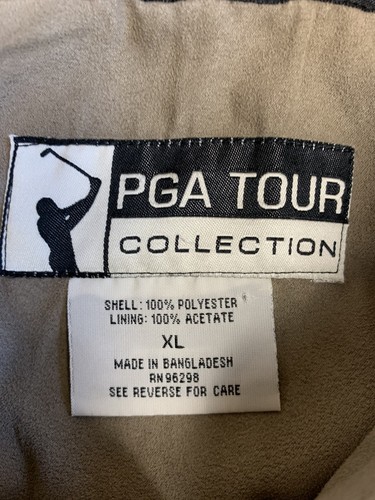 PGA TOUR
COLLECTION
SHELL: 100% POLYESTER
LINING: 100% ACETATE
XL
MADE IN BANGLADESH
RN 96298
SEE REVERSE FOR CARE